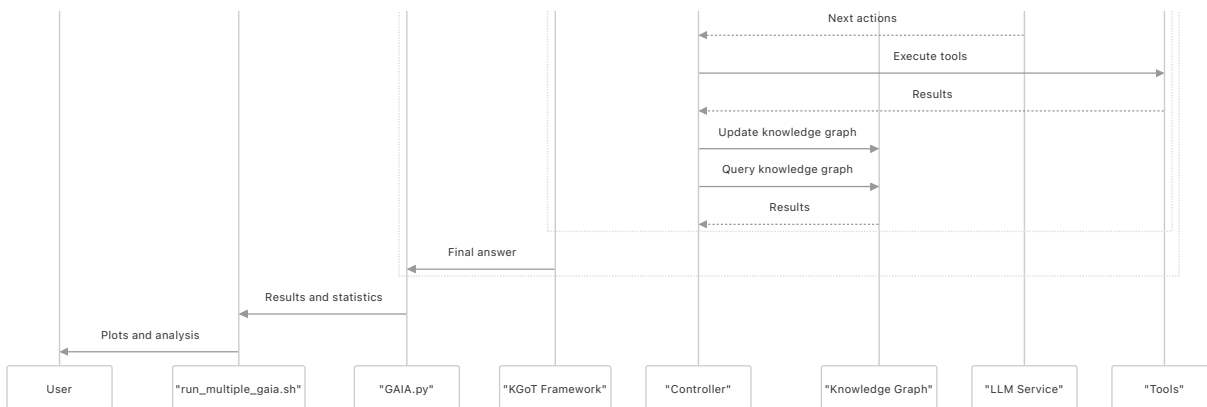 Next actions
Execute tools
Results
Update knowledge graph
Query knowledge graph
Results
Final answer
Results and statistics
Plots and analysis
User
"run_multiple_gaia.sh"
"GAIA.py"
"KGoT Framework"
"Controller"
"Knowledge Graph"
"LLM Service"
"Tools"